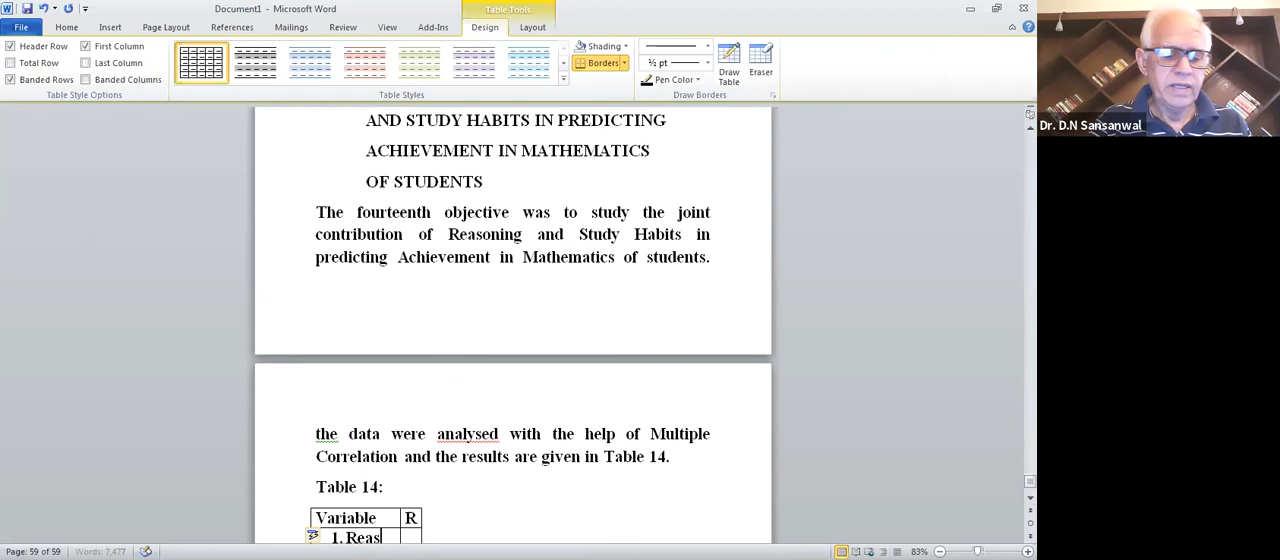 Document1 - Microsoft Word
Table Tools
File Home Insert Page Layout References Mailings Review View Add-Ins Design Layout
Header Row First Column
Total Row Last Column
Banded Rows Banded Columns
Table Style Options
Table Styles
Shading
Borders
½ pt
Pen Color
Draw Table
Eraser
Draw Borders
Dr. D.N Sansanwal
AND STUDY HABITS IN PREDICTING
ACHIEVEMENT IN MATHEMATICS
OF STUDENTS
The fourteenth objective was to study the joint
contribution of Reasoning and Study Habits in
predicting Achievement in Mathematics of students.
the data were analysed with the help of Multiple
Correlation and the results are given in Table 14.
Table 14:
Variable R
1. Reas
Page: 59 of 59 Words: 7,477 83%